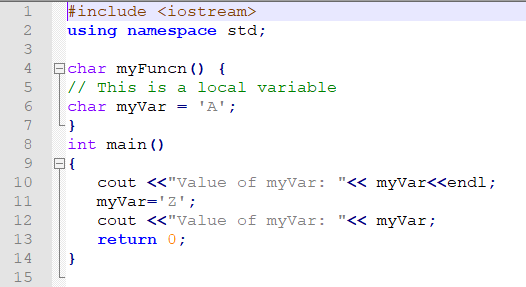 1 #include <iostream>
2 using namespace std;
3
4 char myFuncn() {
5 // This is a local variable
6 char myVar = 'A';
7 }
8 int main()
9 {
10 cout <<"Value of myVar: "<< myVar<<endl;
11 myVar='Z';
12 cout <<"Value of myVar: "<< myVar;
13 return 0;
14 }
15